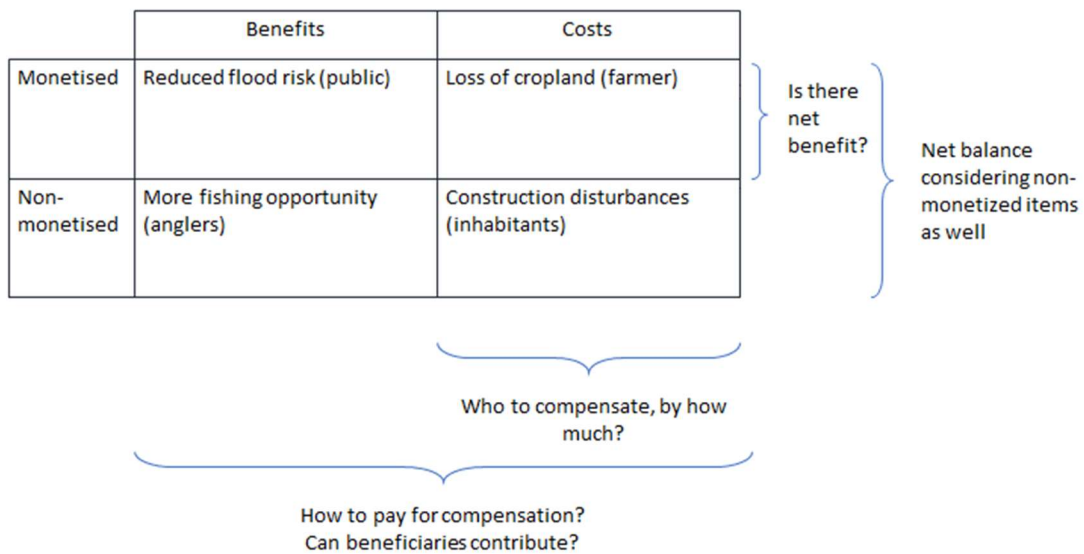 Benefits
Costs
Monetised
Reduced flood risk (public)
Loss of cropland (farmer)
Is there
net
benefit?
Net balance
considering non-
monetized items
as well
Non-
monetised
More fishing opportunity
(anglers)
Construction disturbances
(inhabitants)
Who to compensate, by how
much?
How to pay for compensation?
Can beneficiaries contribute?